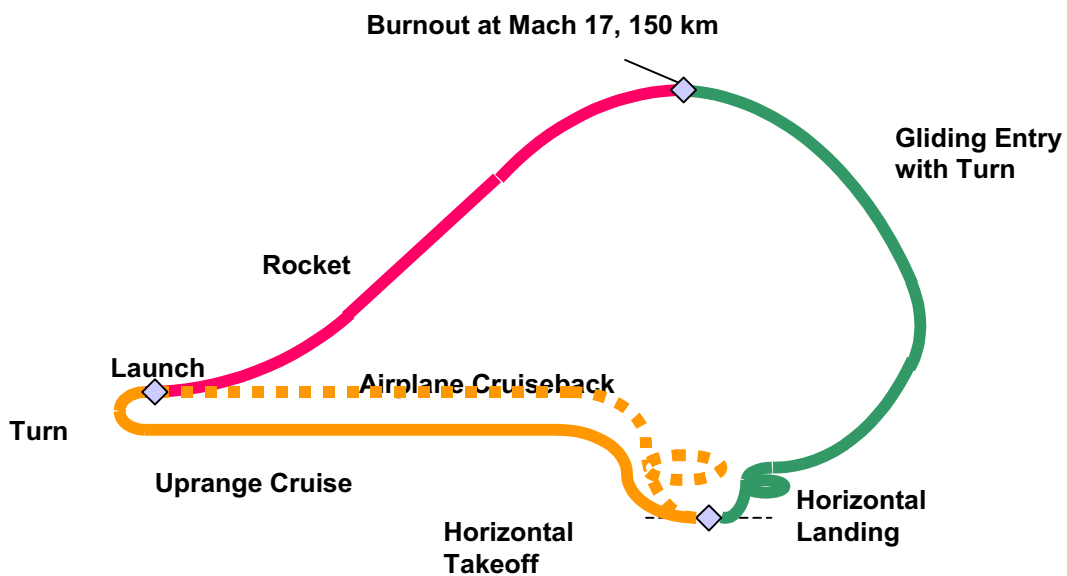 Burnout at Mach 17, 150 km
Gliding Entry
with Turn
Rocket
Launch
Airplane Cruiseback
Turn
Uprange Cruise
Horizontal
Landing
Horizontal
Takeoff